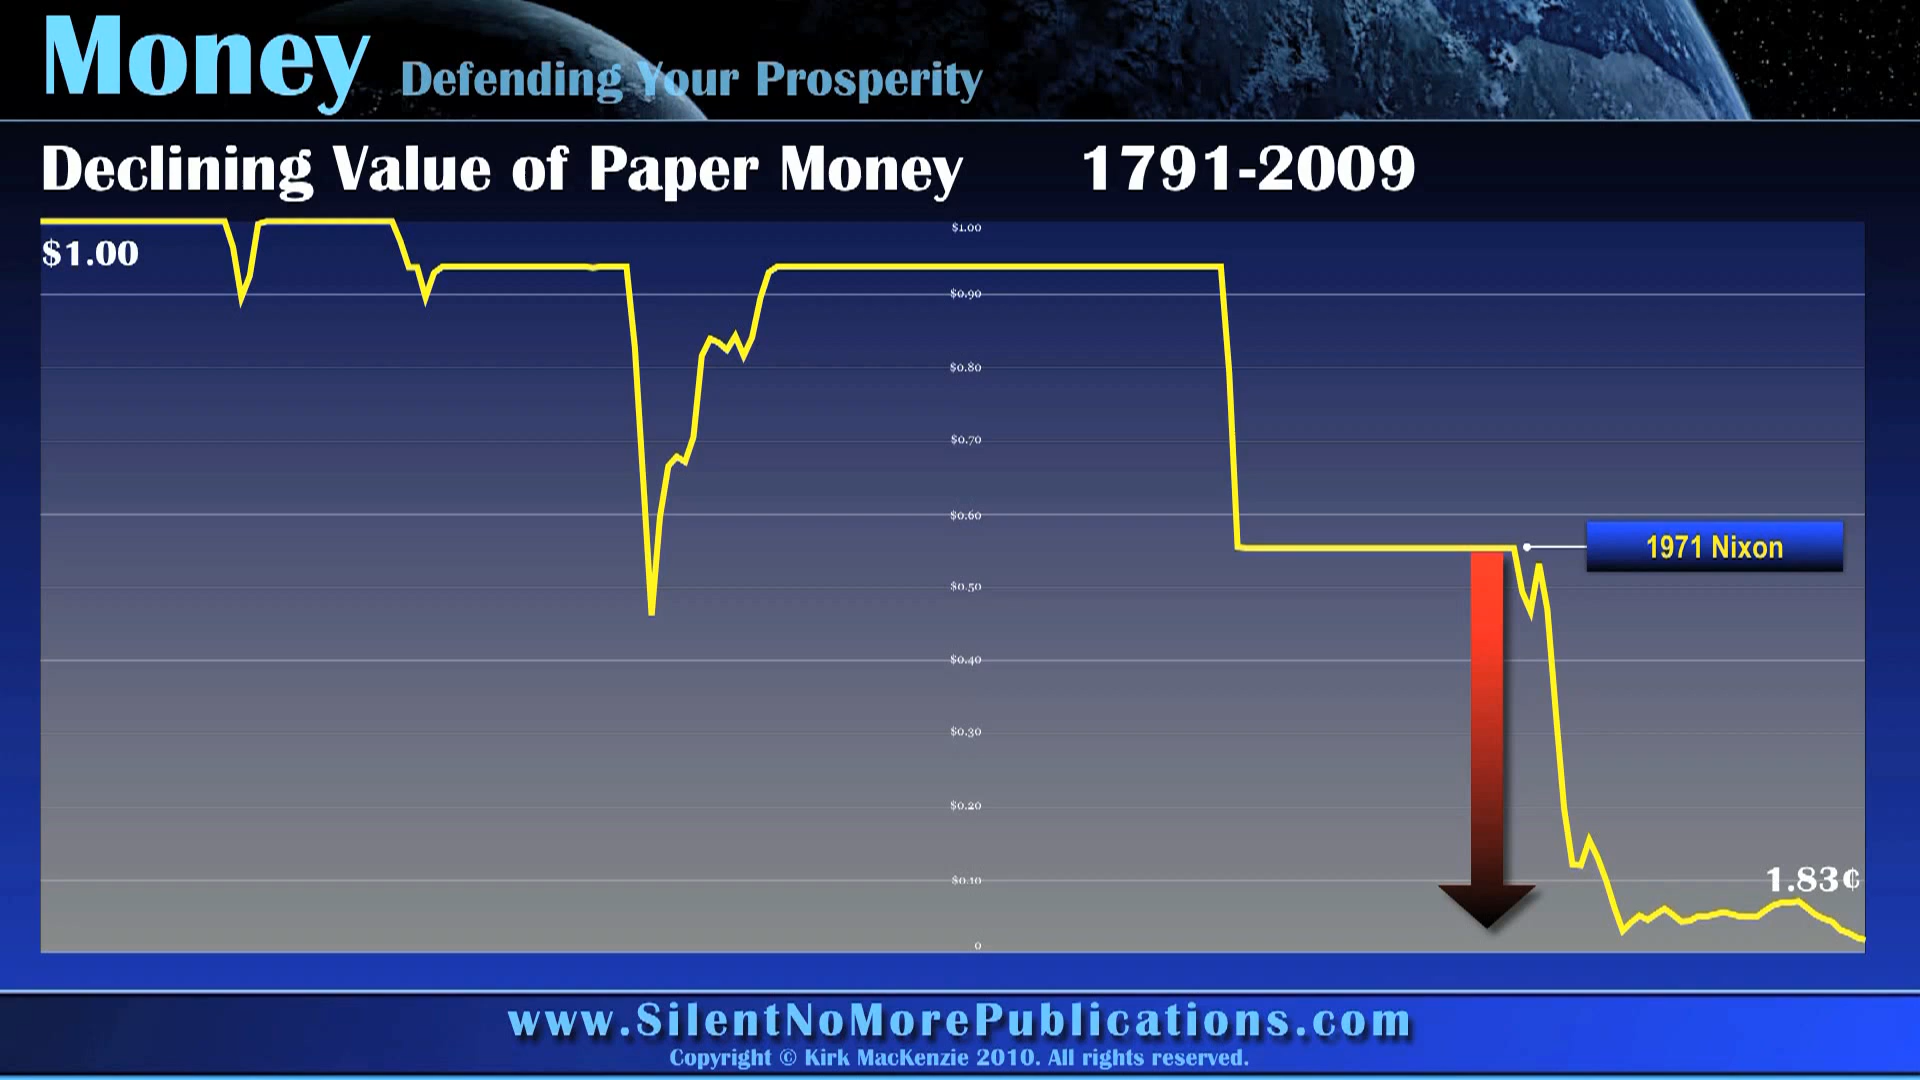 Money Defending Your Prosperity
Declining Value of Paper Money 1791-2009
$1.00
$1.00
$0.90
$0.80
$0.70
$0.60
1971 Nixon
$0.50
$0.40
$0.30
$0.20
$0.10
1.83¢
0
www.SilentNoMorePublications.com
Copyright © Kirk MacKenzie 2010. All rights reserved.